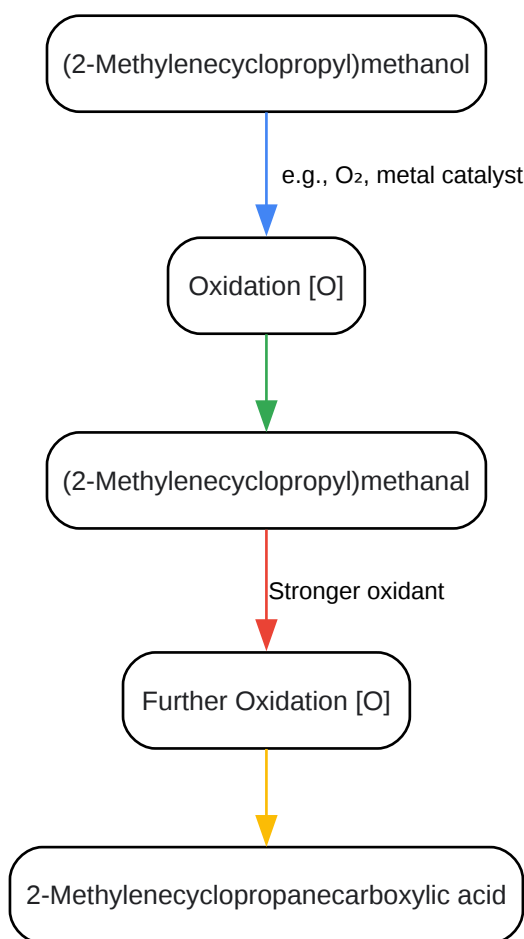 (2-Methylenecyclopropyl)methanol
e.g., O₂, metal catalyst
Oxidation [O]
(2-Methylenecyclopropyl)methanal
Stronger oxidant
Further Oxidation [O]
2-Methylenecyclopropanecarboxylic acid